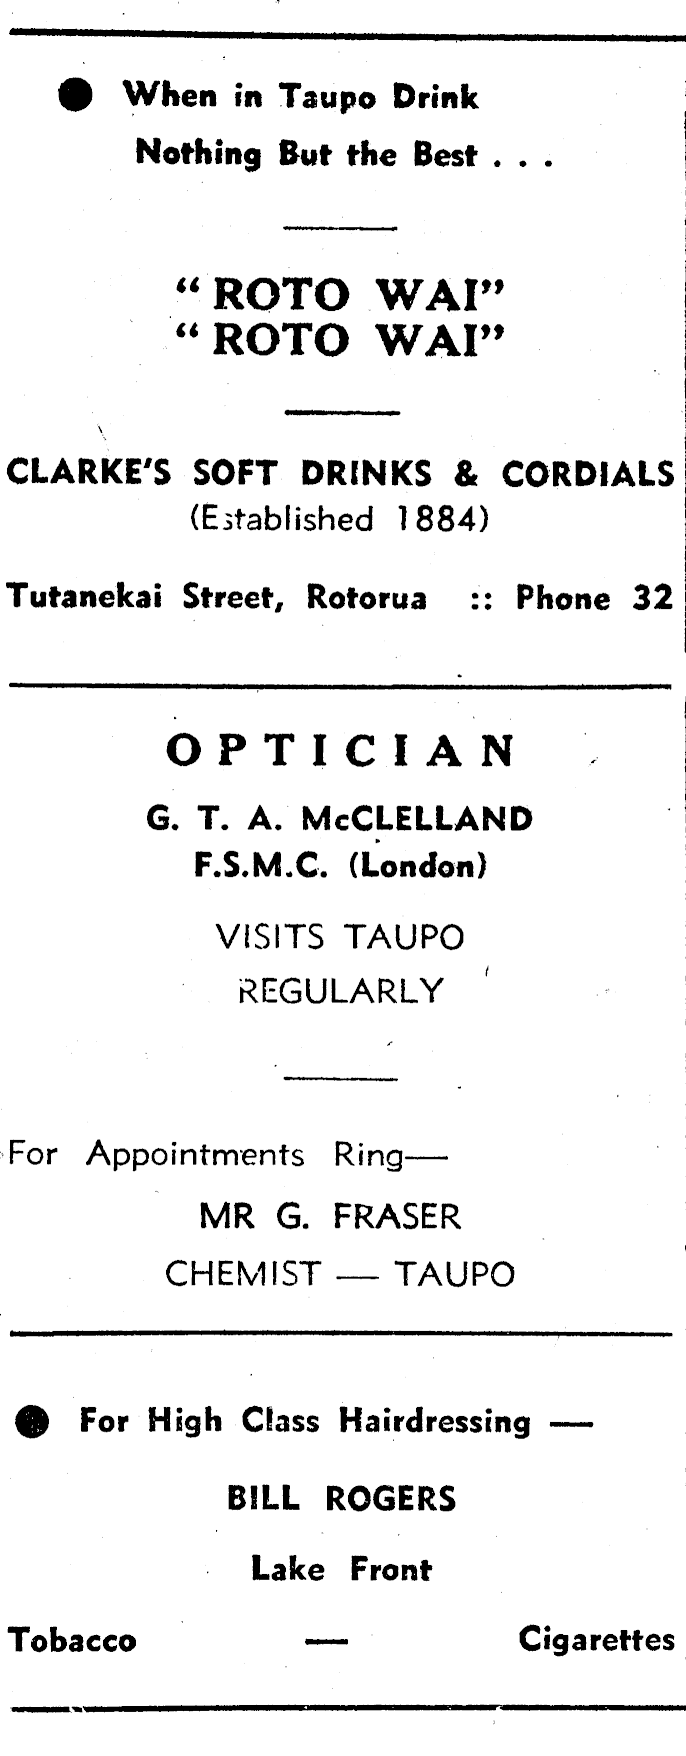 ● When in Taupo Drink
Nothing But the Best . . .
“ROTO WAI”
“ROTO WAI”
CLARKE'S SOFT DRINKS & CORDIALS
(Established 1884)
Tutanekai Street, Rotorua :: Phone 32
OPTICIAN
G. T. A. McCLELLAND
F.S.M.C. (London)
VISITS TAUPO
REGULARLY
For Appointments Ring—
MR G. FRASER
CHEMIST — TAUPO
● For High Class Hairdressing —
BILL ROGERS
Lake Front
Tobacco — Cigarettes